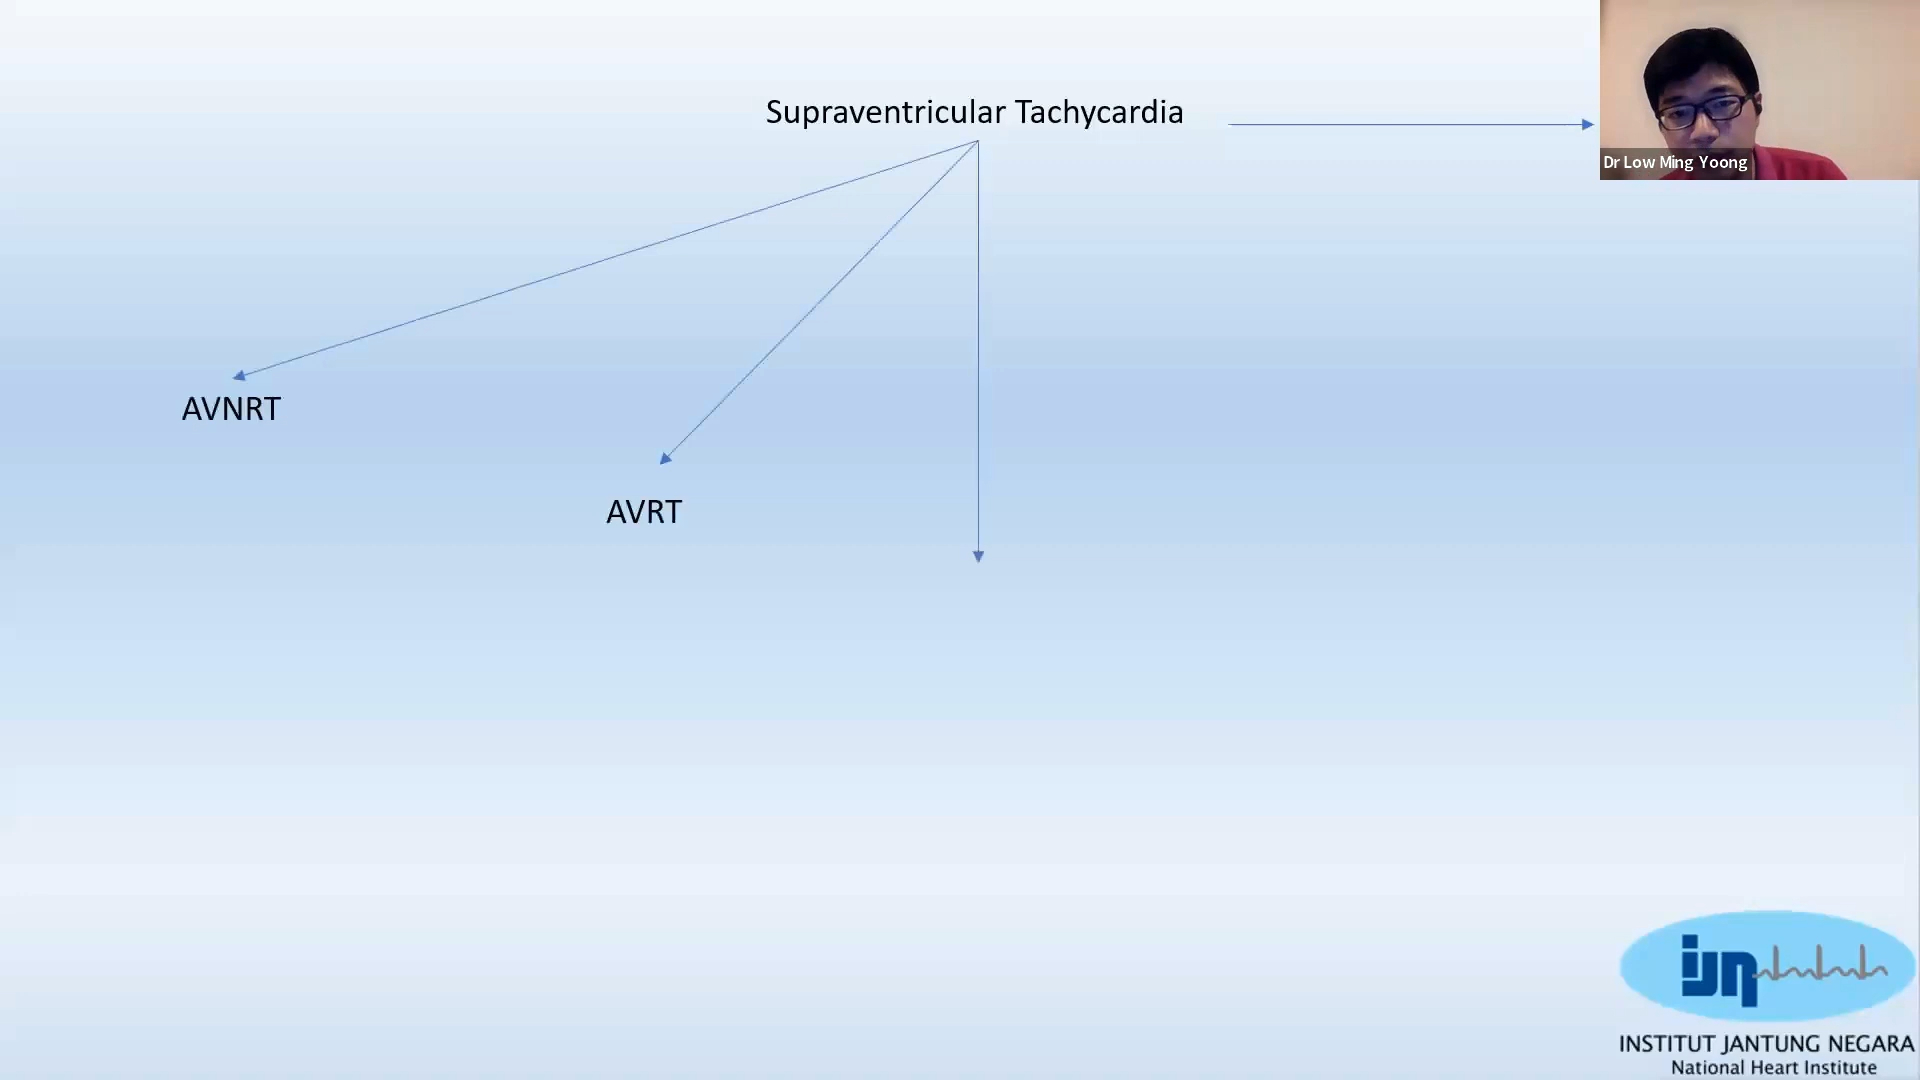 Supraventricular Tachycardia
Dr Low Ming Yoong
AVNRT
AVRT
ijn
INSTITUT JANTUNG NEGARA
National Heart Institute